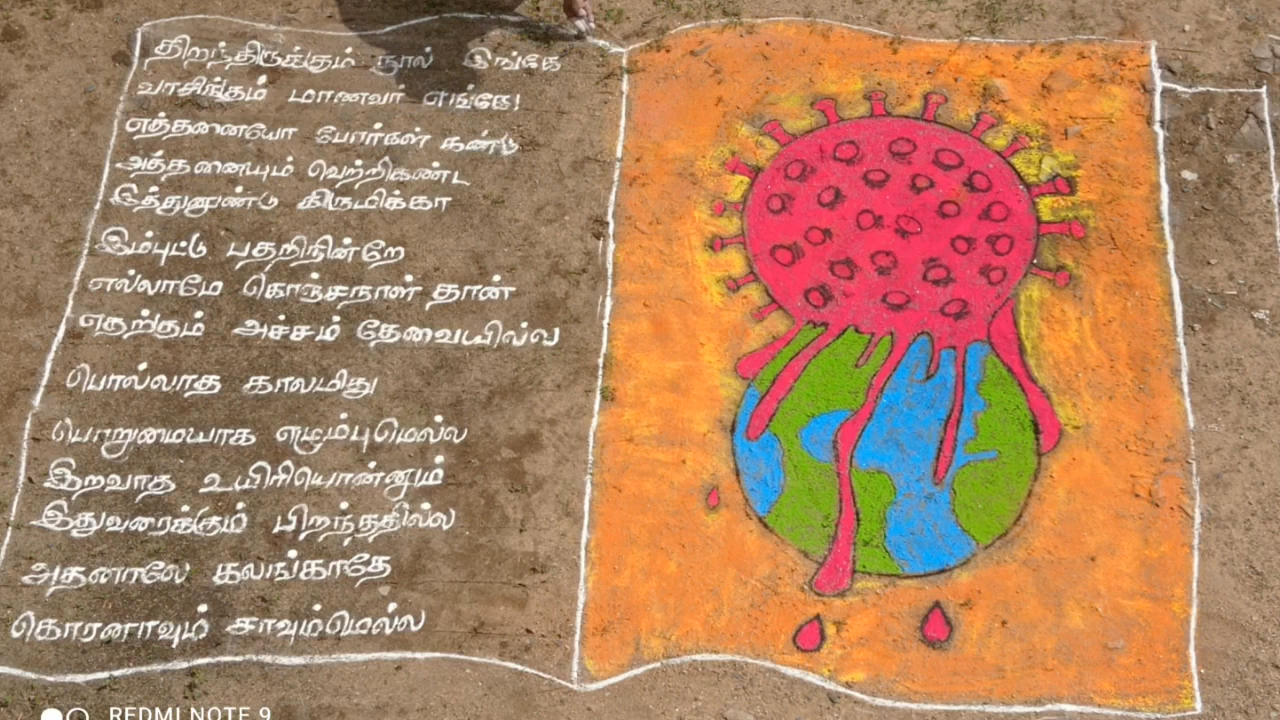 திறந்திருக்கும் நூல் இங்கே
வாசிங்கும் மாணவர் எங்கே!
எத்தனையோ போர்கள் கண்டு
அத்தனையும் வெற்றிகண்ட
இத்துனுண்டு கிருமிக்கா
இம்புட்டு பதறிநின்றே
எல்லாமே கொஞ்சநாள் தான்
எதற்கும் அச்சம் தேவையில்ல
பொல்லாத காலமிது
பொறுமையாக எழும்புமெல்ல
இறவாத உயிரியொன்னும்
இதுவரைக்கும் பிறந்ததில்ல
அதனாலே கலங்காதே
கொரனாவும் சாவும்மெல்ல
REDMI NOTE 9